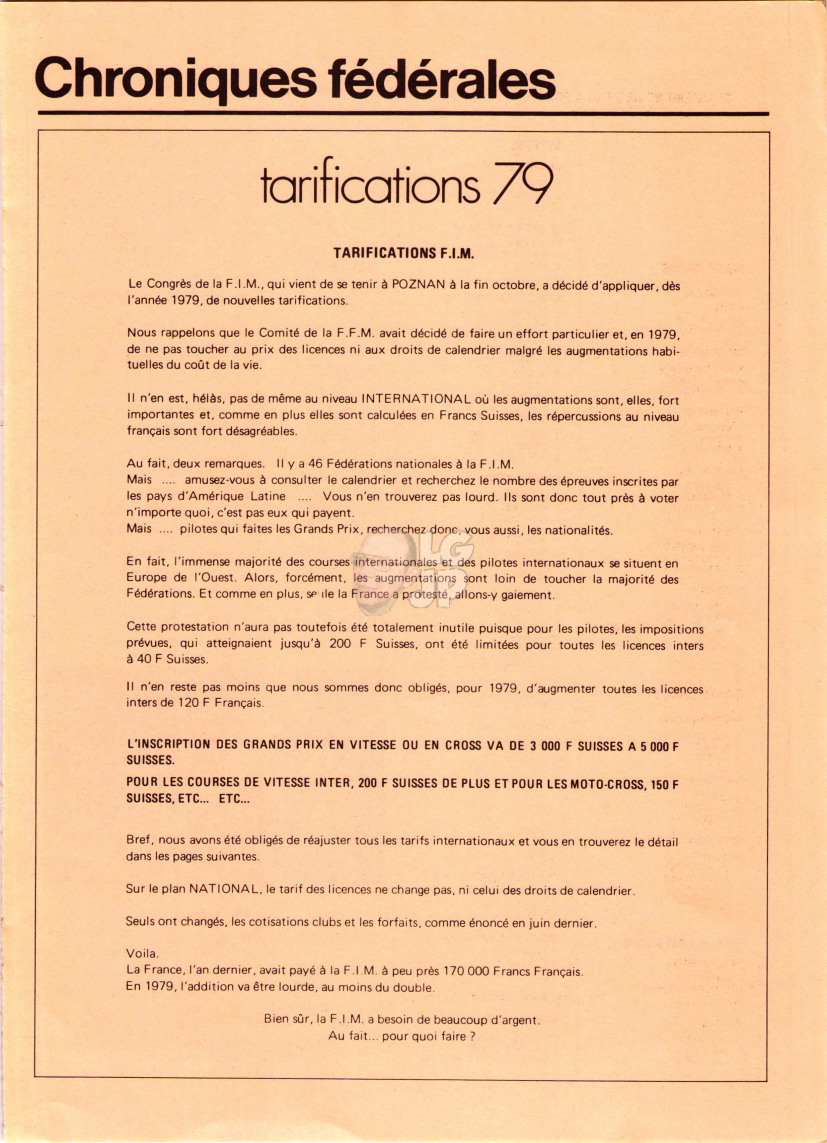 Chroniques fédérales
tarifications 79
TARIFICATIONS F.I.M.
Le Congrès de la F.I.M., qui vient de se tenir à POZNAN à la fin octobre, a décidé d'appliquer, dès
l'année 1979, de nouvelles tarifications.
Nous rappelons que le Comité de la F.F.M. avait décidé de faire un effort particulier et, en 1979,
de ne pas toucher au prix des licences ni aux droits de calendrier malgré les augmentations habi-
tuelles du coût de la vie.
Il n'en est, hélàs, pas de même au niveau INTERNATIONAL où les augmentations sont, elles, fort
importantes et, comme en plus elles sont calculées en Francs Suisses, les répercussions au niveau
français sont fort désagréables.
Au fait, deux remarques. Il y a 46 Fédérations nationales à la F.I.M.
Mais .... amusez-vous à consulter le calendrier et recherchez le nombre des épreuves inscrites par
les pays d'Amérique Latine .... Vous n'en trouverez pas lourd. Ils sont donc tout près à voter
n'importe quoi, c'est pas eux qui payent.
Mais .... pilotes qui faites les Grands Prix, recherchez donc, vous aussi, les nationalités.
En fait, l'immense majorité des courses internationales et des pilotes internationaux se situent en
Europe de l'Ouest. Alors, forcément, les augmentations sont loin de toucher la majorité des
Fédérations. Et comme en plus, seule la France a protesté, allons-y gaiement.
Cette protestation n'aura pas toutefois été totalement inutile puisque pour les pilotes, les impositions
prévues, qui atteignaient jusqu'à 200 F Suisses, ont été limitées pour toutes les licences inters
à 40 F Suisses.
Il n'en reste pas moins que nous sommes donc obligés, pour 1979, d'augmenter toutes les licences
inters de 120 F Français.
L'INSCRIPTION DES GRANDS PRIX EN VITESSE OU EN CROSS VA DE 3 000 F SUISSES A 5 000 F
SUISSES.
POUR LES COURSES DE VITESSE INTER, 200 F SUISSES DE PLUS ET POUR LES MOTO-CROSS, 150 F
SUISSES, ETC... ETC...
Bref, nous avons été obligés de réajuster tous les tarifs internationaux et vous en trouverez le détail
dans les pages suivantes.
Sur le plan NATIONAL, le tarif des licences ne change pas, ni celui des droits de calendrier.
Seuls ont changés, les cotisations clubs et les forfaits, comme énoncé en juin dernier.
Voila.
La France, l'an dernier, avait payé à la F.I.M. à peu près 170 000 Francs Français.
En 1979, l'addition va être lourde, au moins du double.
Bien sûr, la F.I.M. a besoin de beaucoup d'argent.
Au fait... pour quoi faire ?
LG
UP